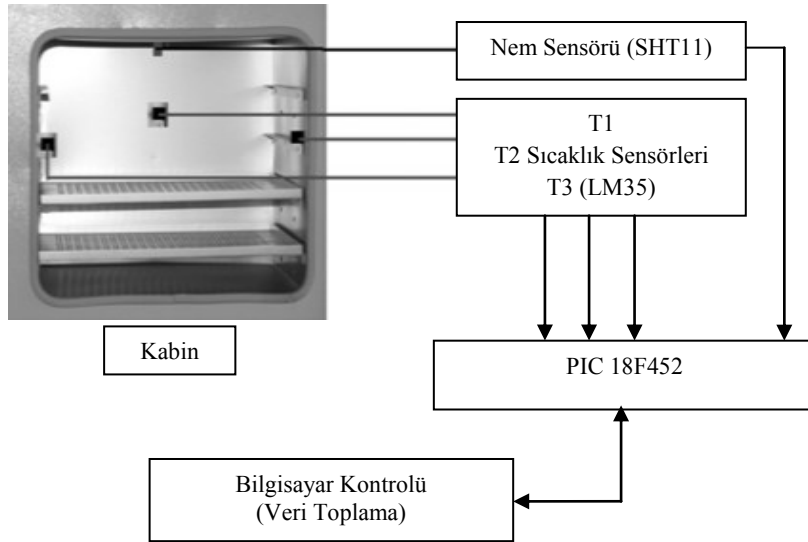 Nem Sensörü (SHT11)
T1
T2 Sıcaklık Sensörleri
T3 (LM35)
Kabin
PIC 18F452
Bilgisayar Kontrolü
(Veri Toplama)